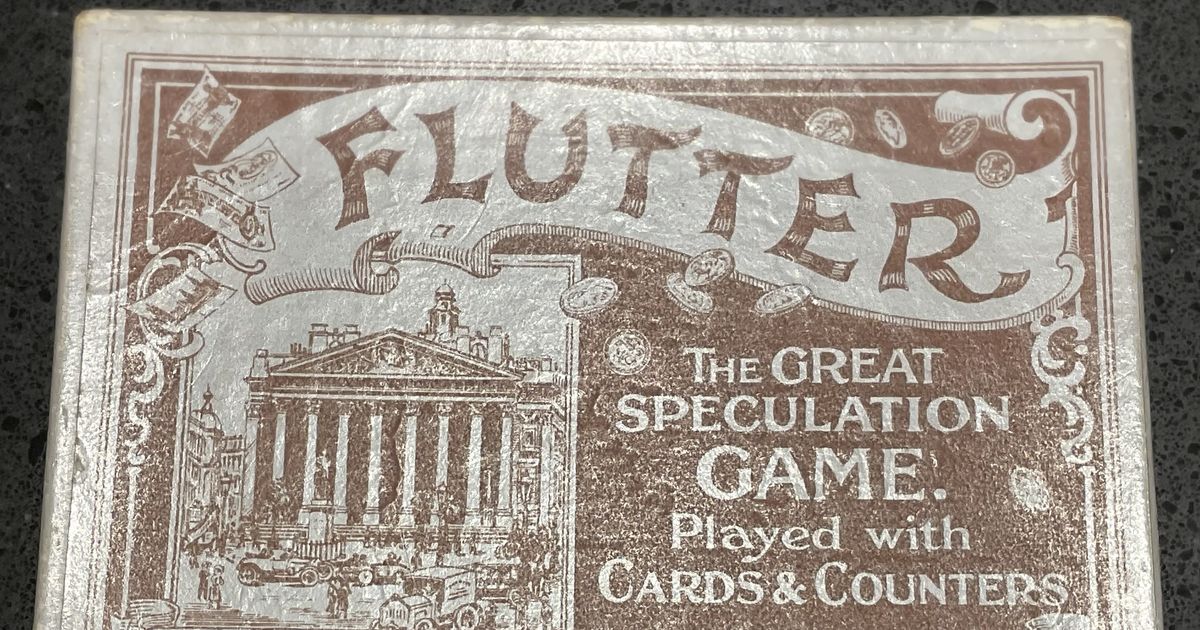 FLUTTER
THE GREAT
SPECULATION
GAME.
Played with
CARDS & COUNTERS